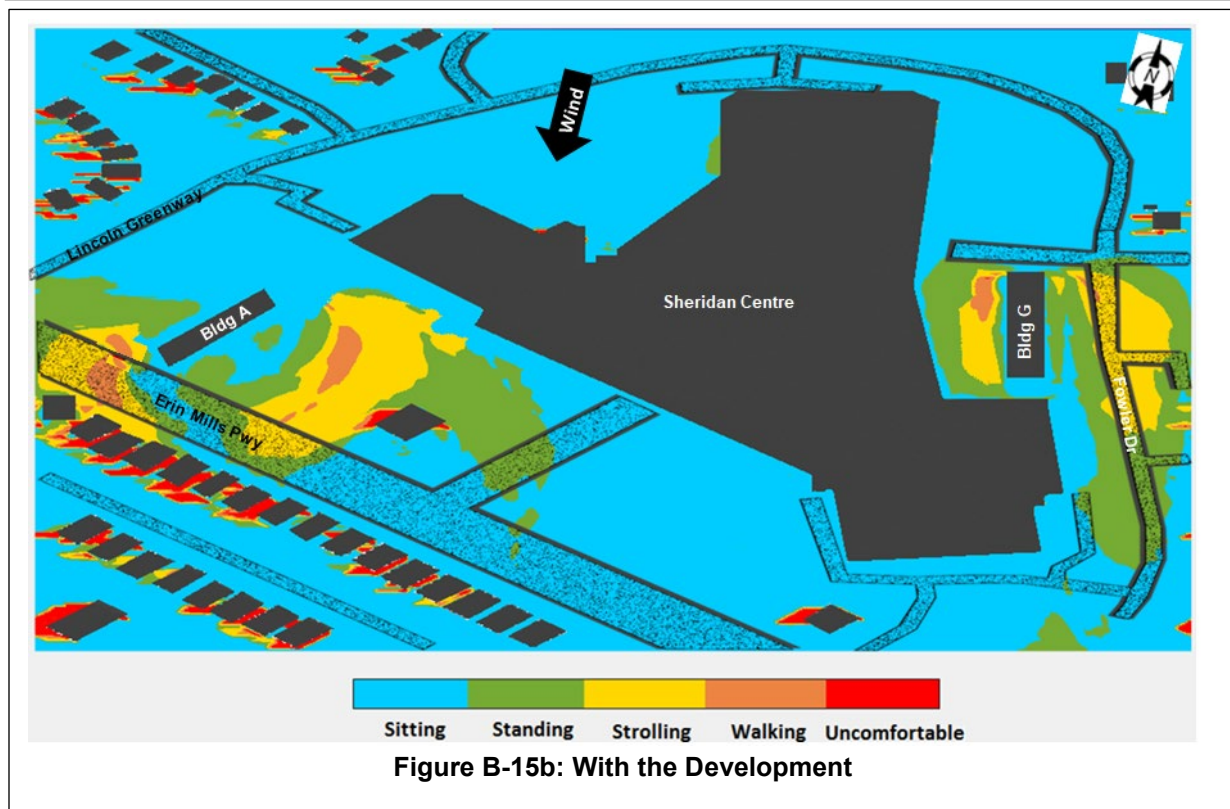 N
Wind
Lincoln Greenway
Sheridan Centre
Bldg A
Bldg G
Erin Mills Pwy
Fowler Dr
Sitting Standing Strolling Walking Uncomfortable
Figure B-15b: With the Development